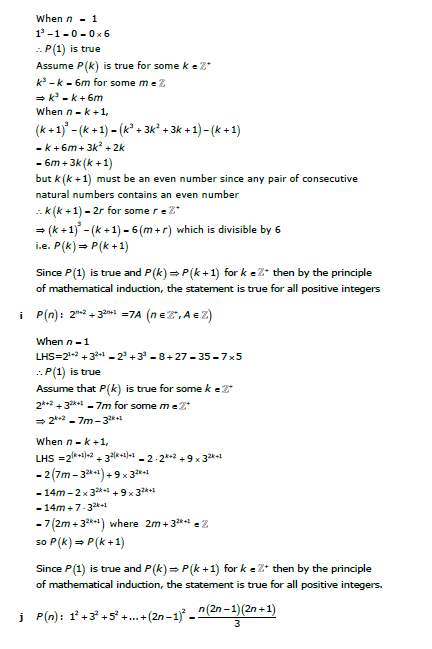 When n = 1
1³ – 1 = 0 = 0 × 6
∴ P(1) is true
Assume P(k) is true for some k ∈ ℤ⁺
k³ – k = 6m for some m ∈ ℤ
⇒ k³ = k + 6m
When n = k + 1,
(k + 1)³ – (k + 1) = (k³ + 3k² + 3k + 1) – (k + 1)
= k + 6m + 3k² + 2k
= 6m + 3k(k + 1)
but k(k + 1) must be an even number since any pair of consecutive
natural numbers contains an even number
∴ k(k + 1) = 2r for some r ∈ ℤ⁺
⇒ (k + 1)³ – (k + 1) = 6(m + r) which is divisible by 6
i.e. P(k) ⇒ P(k + 1)
Since P(1) is true and P(k) ⇒ P(k + 1) for k ∈ ℤ⁺ then by the principle
of mathematical induction, the statement is true for all positive integers
i P(n): 2ⁿ⁺² + 3²ⁿ⁺¹ = 7A (n ∈ ℤ⁺, A ∈ ℤ)
When n = 1
LHS = 2¹⁺² + 3²⁺¹ = 2³ + 3³ = 8 + 27 = 35 = 7 × 5
∴ P(1) is true
Assume that P(k) is true for some k ∈ ℤ⁺
2ᵏ⁺² + 3²ᵏ⁺¹ = 7m for some m ∈ ℤ⁺
⇒ 2ᵏ⁺² = 7m – 3²ᵏ⁺¹
When n = k + 1,
LHS = 2⁽ᵏ⁺¹⁾⁺² + 3²⁽ᵏ⁺¹⁾⁺¹ = 2 · 2ᵏ⁺² + 9 × 3²ᵏ⁺¹
= 2(7m – 3²ᵏ⁺¹) + 9 × 3²ᵏ⁺¹
= 14m – 2 × 3²ᵏ⁺¹ + 9 × 3²ᵏ⁺¹
= 14m + 7 · 3²ᵏ⁺¹
= 7(2m + 3²ᵏ⁺¹) where 2m + 3²ᵏ⁺¹ ∈ ℤ
so P(k) ⇒ P(k + 1)
Since P(1) is true and P(k) ⇒ P(k + 1) for k ∈ ℤ⁺ then by the principle
of mathematical induction, the statement is true for all positive integers.
j P(n): 1² + 3² + 5² + ... + (2n – 1)² = n(2n – 1)(2n + 1)/3